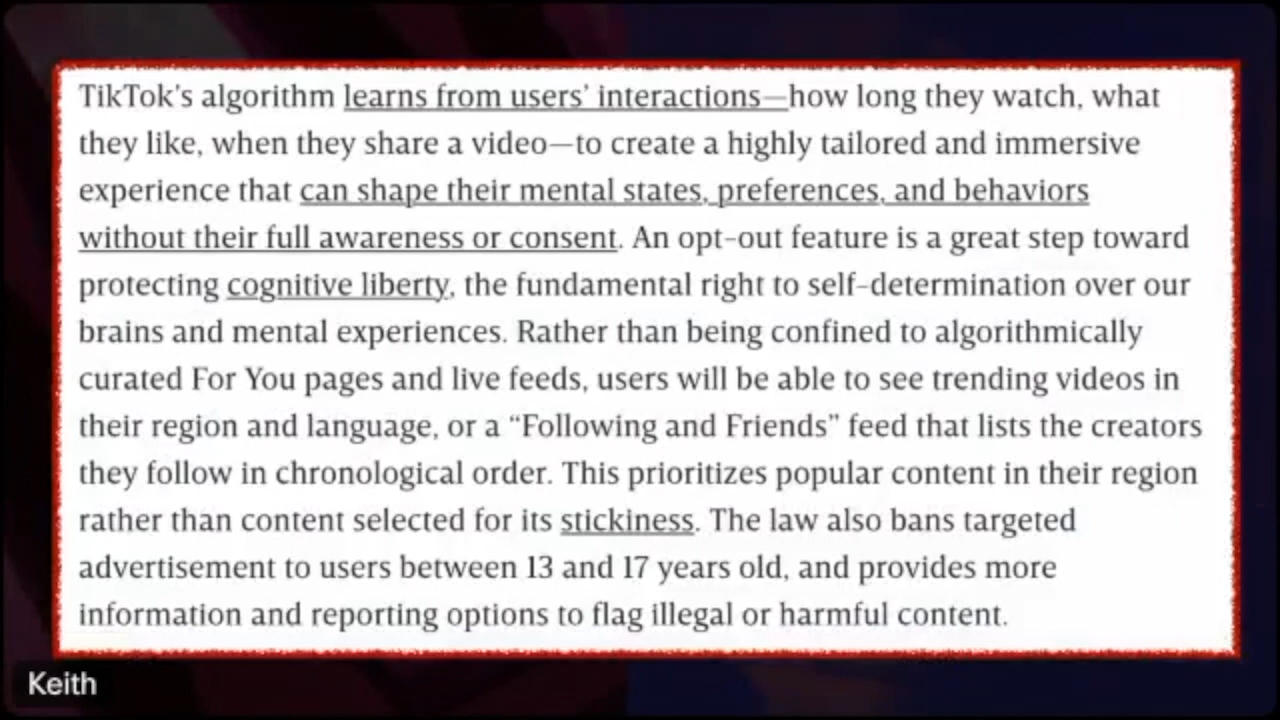 TikTok's algorithm learns from users' interactions—how long they watch, what
they like, when they share a video—to create a highly tailored and immersive
experience that can shape their mental states, preferences, and behaviors
without their full awareness or consent. An opt-out feature is a great step toward
protecting cognitive liberty, the fundamental right to self-determination over our
brains and mental experiences. Rather than being confined to algorithmically
curated For You pages and live feeds, users will be able to see trending videos in
their region and language, or a “Following and Friends” feed that lists the creators
they follow in chronological order. This prioritizes popular content in their region
rather than content selected for its stickiness. The law also bans targeted
advertisement to users between 13 and 17 years old, and provides more
information and reporting options to flag illegal or harmful content.
Keith